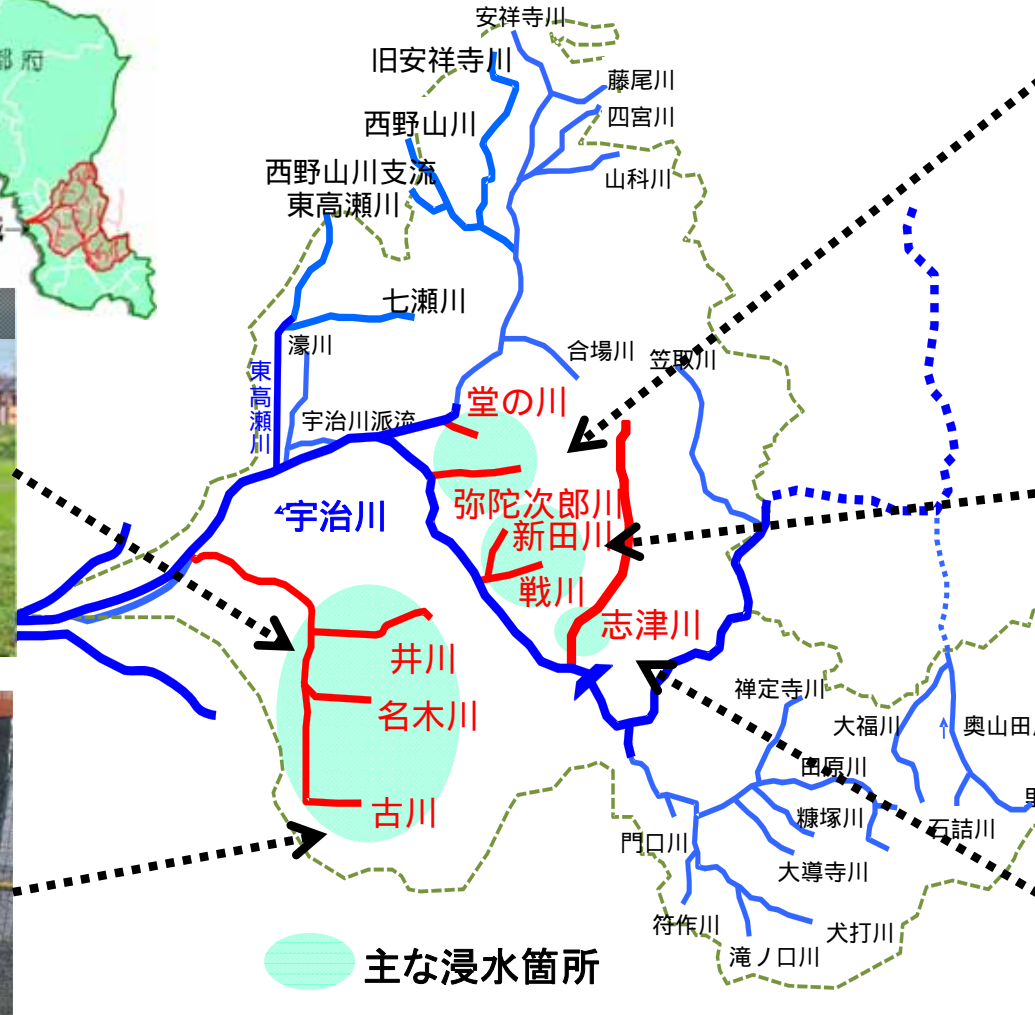 都府
安祥寺川
旧安祥寺川
藤尾川
四宮川
西野山川
山科川
西野山川支流
東高瀬川
七瀬川
濠川
合場川
笠取川
東高瀬川
宇治川派流
堂の川
弥陀次郎川
宇治川
新田川
戦川
志津川
井川
名木川
古川
禅定寺川
大福川
奥山田
田原川
糠塚川
石詰川
門口川
大導寺川
符作川
犬打川
滝ノ口川
主な浸水箇所